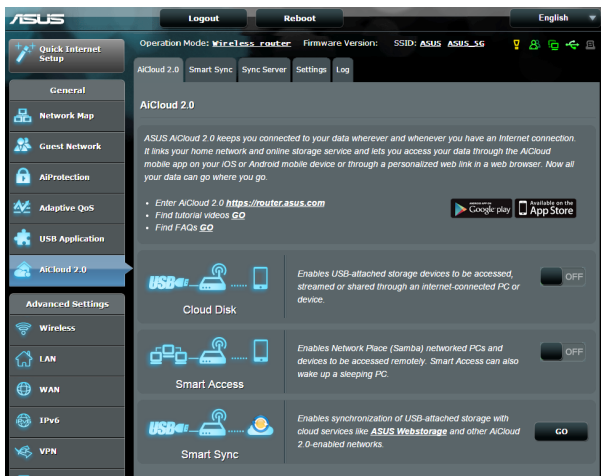 ASUS
Logout
Reboot
English
Quick Internet
Setup
Operation Mode: Wireless router Firmware Version: SSID: ASUS ASUS_5G
AiCloud 2.0
Smart Sync
Sync Server
Settings
Log
General
Network Map
Guest Network
AiProtection
Adaptive QoS
USB Application
AiCloud 2.0
Advanced Settings
Wireless
LAN
WAN
IPv6
VPN
AiCloud 2.0
ASUS AiCloud 2.0 keeps you connected to your data wherever and whenever you have an Internet connection.
It links your home network and online storage service and lets you access your data through the AiCloud
mobile app on your iOS or Android mobile device or through a personalized web link in a web browser. Now all
your data can go where you go.
• Enter AiCloud 2.0 https://router.asus.com
• Find tutorial videos GO
• Find FAQs GO
Google play
Available on the
App Store
USB
Cloud Disk
Enables USB-attached storage devices to be accessed,
streamed or shared through an internet-connected PC or
device.
OFF
Smart Access
Enables Network Place (Samba) networked PCs and
devices to be accessed remotely. Smart Access can also
wake up a sleeping PC.
OFF
USB
Smart Sync
Enables synchronization of USB-attached storage with
cloud services like ASUS Webstorage and other AiCloud
2.0-enabled networks.
GO